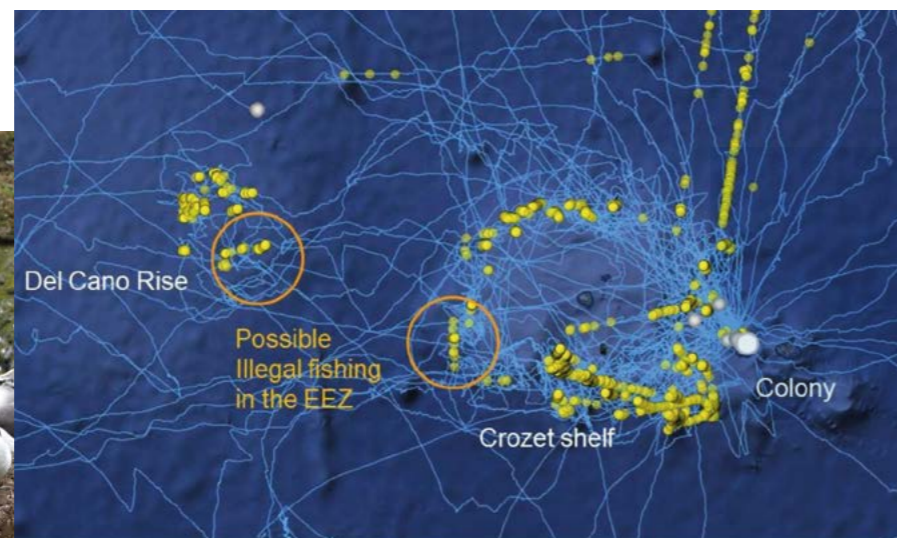 Del Cano Rise
Possible
Illegal fishing
in the EEZ
Colony
Crozet shelf